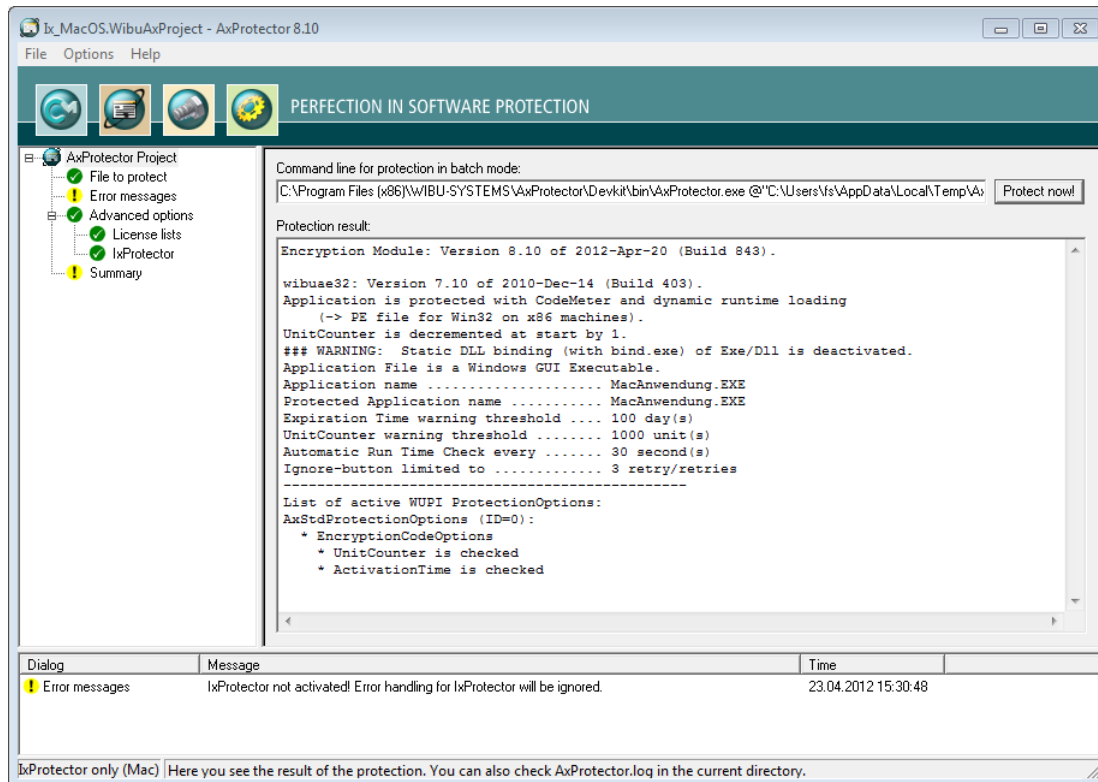 Ix_MacOS.WibuAxProject - AxProtector 8.10
File Options Help
PERFECTION IN SOFTWARE PROTECTION
AxProtector Project
File to protect
Error messages
Advanced options
License lists
IxProtector
Summary
Command line for protection in batch mode:
C:\Program Files (x86)\WIBU-SYSTEMS\AxProtector\Devkit\bin\AxProtector.exe @"C:\Users\fs\AppData\Local\Temp\Ax
Protect now!
Protection result:
Encryption Module: Version 8.10 of 2012-Apr-20 (Build 843).
wibuae32: Version 7.10 of 2010-Dec-14 (Build 403).
Application is protected with CodeMeter and dynamic runtime loading
(-> PE file for Win32 on x86 machines).
UnitCounter is decremented at start by 1.
### WARNING: Static DLL binding (with bind.exe) of Exe/Dll is deactivated.
Application File is a Windows GUI Executable.
Application name ..................... MacAnwendung.EXE
Protected Application name ........... MacAnwendung.EXE
Expiration Time warning threshold .... 100 day(s)
UnitCounter warning threshold ........ 1000 unit(s)
Automatic Run Time Check every ....... 30 second(s)
Ignore-button limited to ............. 3 retry/retries
------------------------------------------------
List of active WUPI ProtectionOptions:
AxStdProtectionOptions (ID=0):
* EncryptionCodeOptions
* UnitCounter is checked
* ActivationTime is checked
Dialog Message Time
Error messages IxProtector not activated! Error handling for IxProtector will be ignored. 23.04.2012 15:30:48
IxProtector only (Mac) Here you see the result of the protection. You can also check AxProtector.log in the current directory.